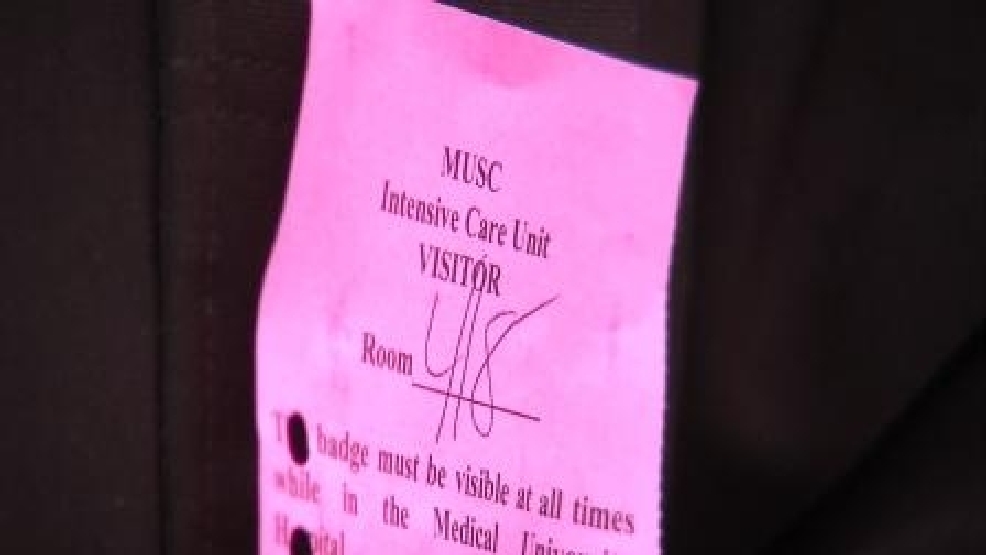 MUSC
Intensive Care Unit
VISITOR
Room 418
badge must be visible at all times
while in the Medical